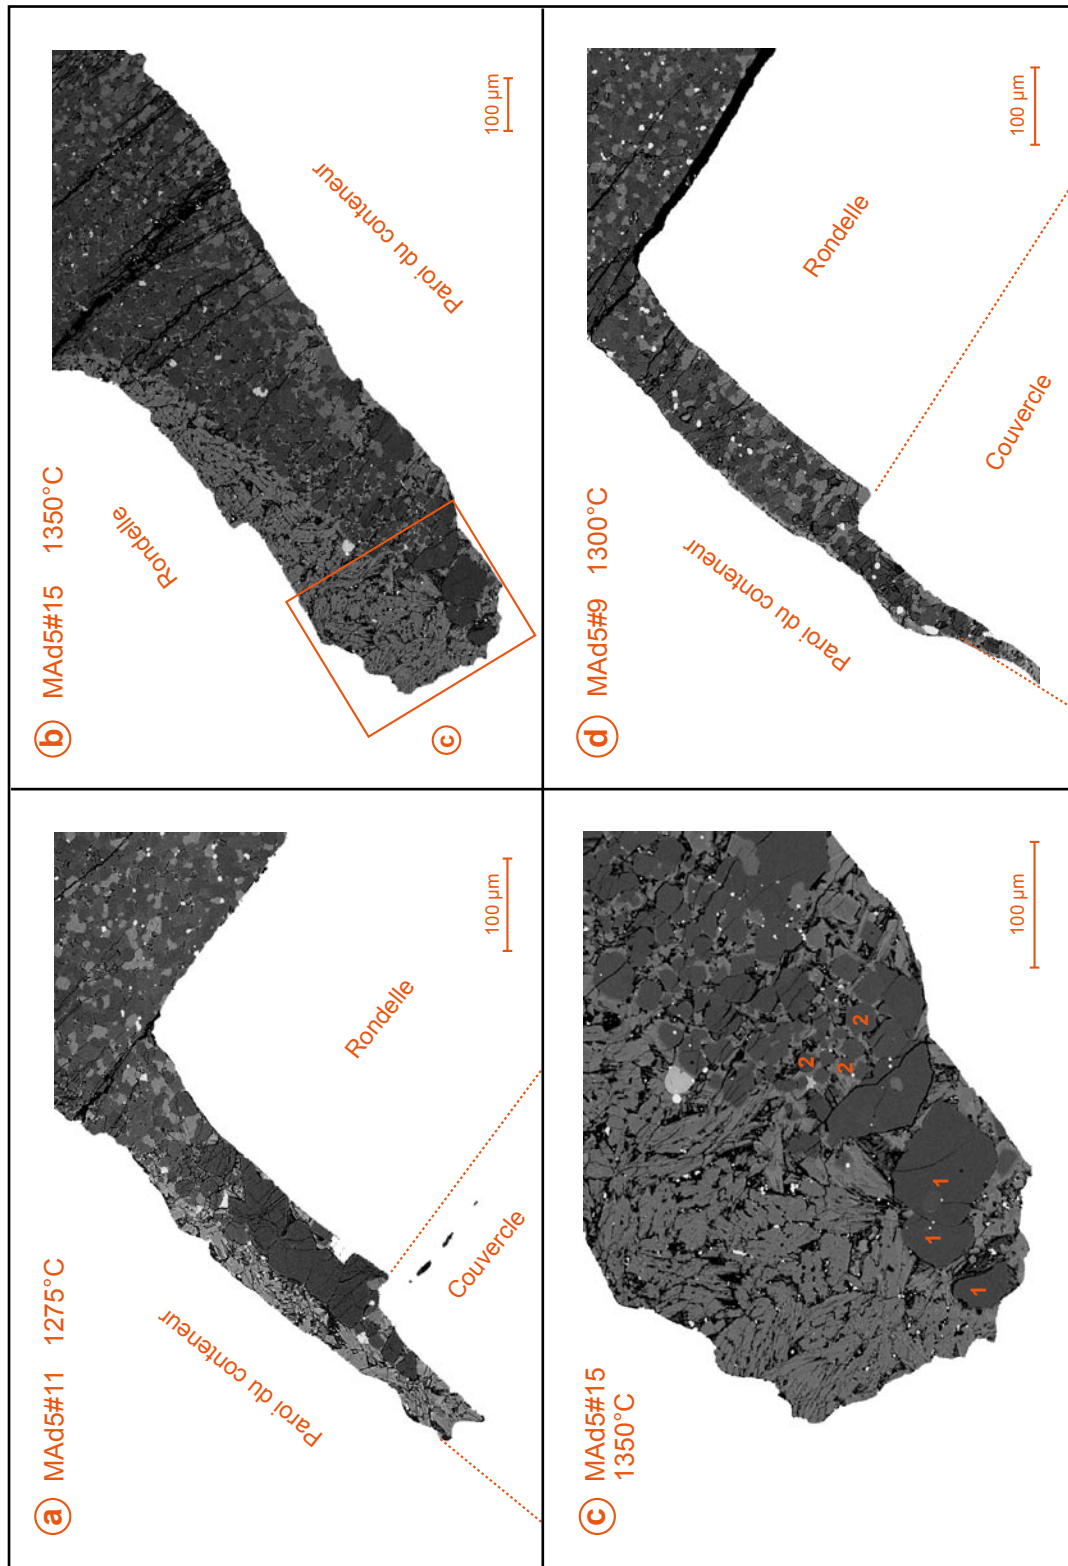 a MAd5#11 1275°C
Paroi du conteneur
Rondelle
Couvercle
100 µm
b MAd5#15 1350°C
Rondelle
Paroi du conteneur
c
100 µm
c MAd5#15
1350°C
1
1
1
2
2
2
100 µm
d MAd5#9 1300°C
Paroi du conteneur
Rondelle
Couvercle
100 µm